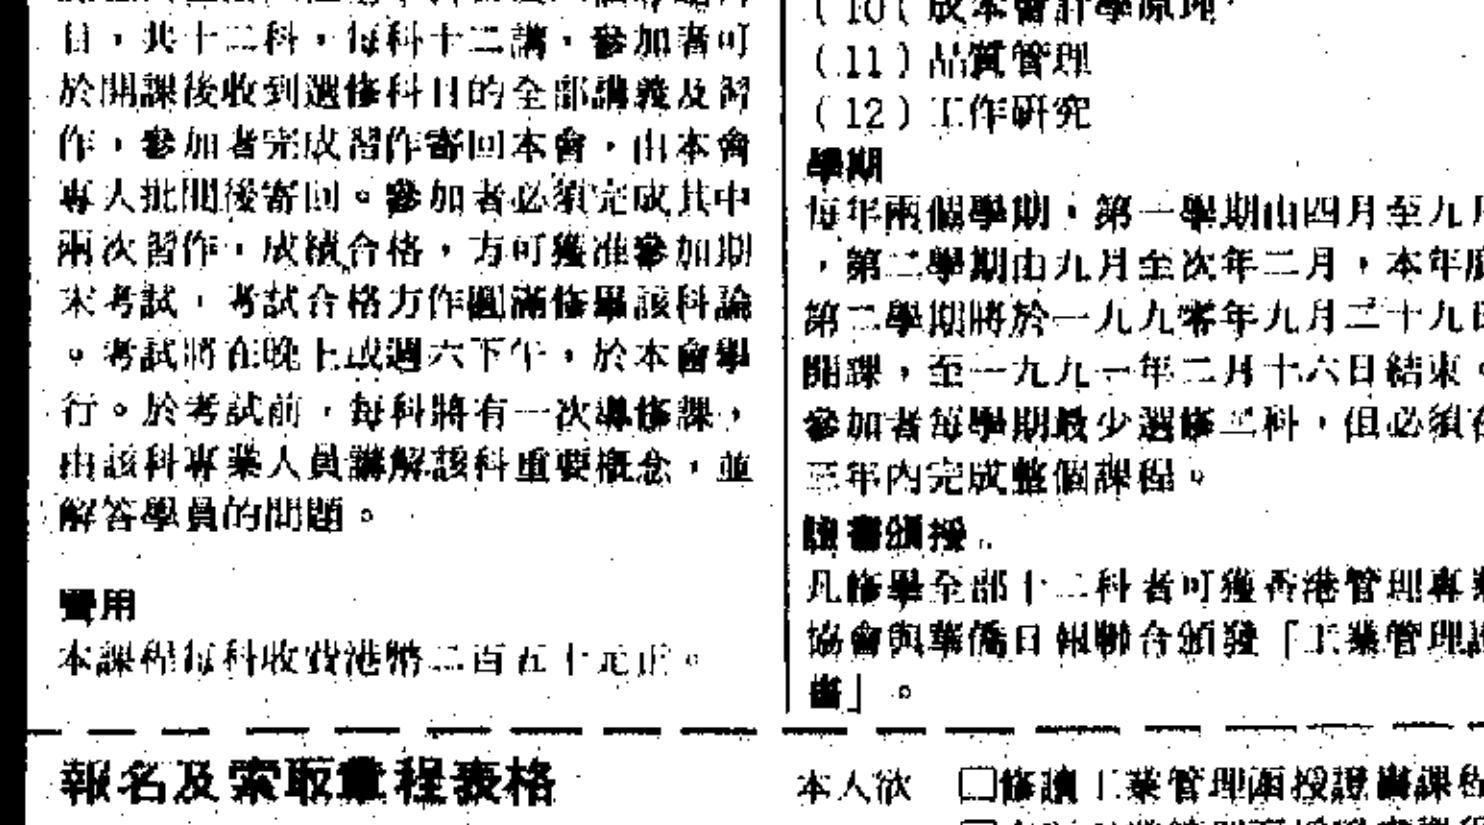 目，共十二科，每科十二講，參加者可
於開課後收到選修科目的全部講義及習
作，參加者完成習作寄回本會，由本會
專人批閱後寄回。參加者必須完成其中
兩次習作，成績合格，方可獲准參加期
末考試，考試合格方作圓滿修畢該科論
。考試將在晚上或週六下午，於本會舉
行。於考試前，每科將有一次導修課，
由該科專業人員講解該科重要概念，並
解答學員的問題。
費用
本課程每科收費港幣二百五十元正。
(10(成本會計學原理
(11)品質管理
(12)工作研究
學期
每年兩個學期，第一學期由四月至九月
，第二學期由九月至次年二月，本年度
第二學期將於一九九零年九月二十九日
開課，至一九九一年二月十六日結束。
參加者每學期最少選修二科，但必須在
三年內完成整個課程。
證書頒授
凡修畢全部十二科者可獲香港管理專業
協會與華僑日報聯合頒發「工業管理證
書」。
報名及索取章程表格
本人欲 □修讀工業管理函授證書課程